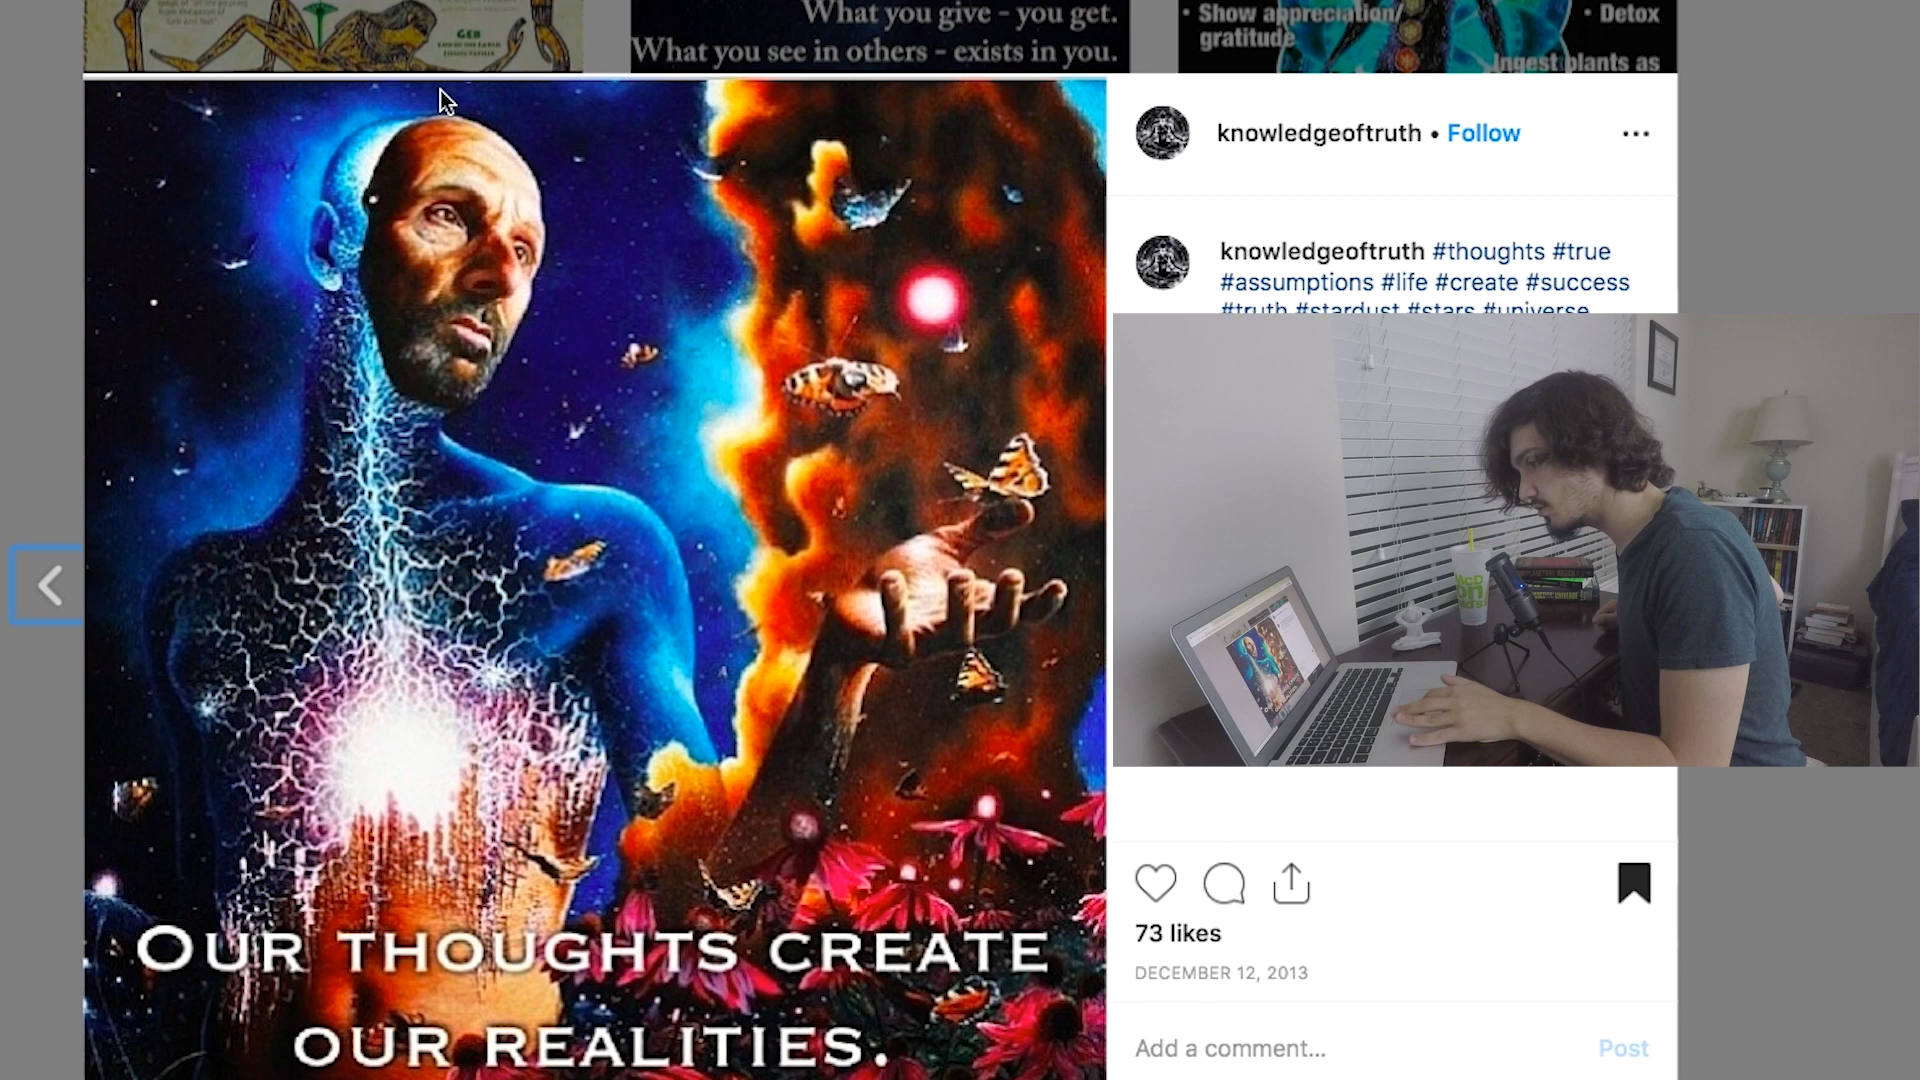 GEB
What you give – you get.
What you see in others – exists in you.
• Show appreciation/
gratitude
• Detox
Ingest plants as
knowledgeoftruth • Follow
knowledgeoftruth #thoughts #true
#assumptions #life #create #success
#truth #stardust #stars #universe
OUR THOUGHTS CREATE
OUR REALITIES.
73 likes
DECEMBER 12, 2013
Add a comment...
Post